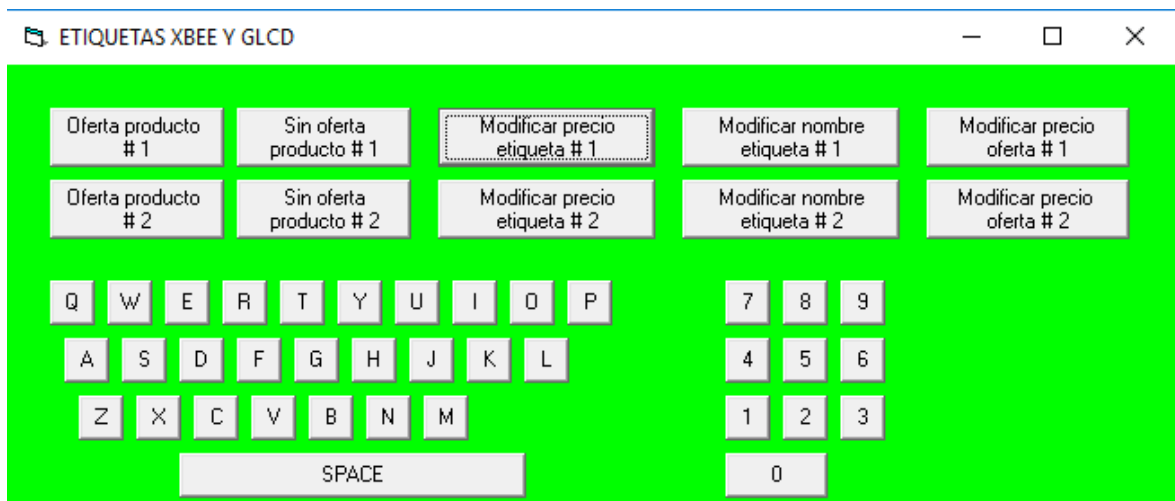 ETIQUETAS XBEE Y GLCD
Oferta producto
# 1
Sin oferta
producto # 1
Modificar precio
etiqueta # 1
Modificar nombre
etiqueta # 1
Modificar precio
oferta # 1
Oferta producto
# 2
Sin oferta
producto # 2
Modificar precio
etiqueta # 2
Modificar nombre
etiqueta # 2
Modificar precio
oferta # 2
Q W E R T Y U I O P
7 8 9
A S D F G H J K L
4 5 6
Z X C V B N M
1 2 3
SPACE
0